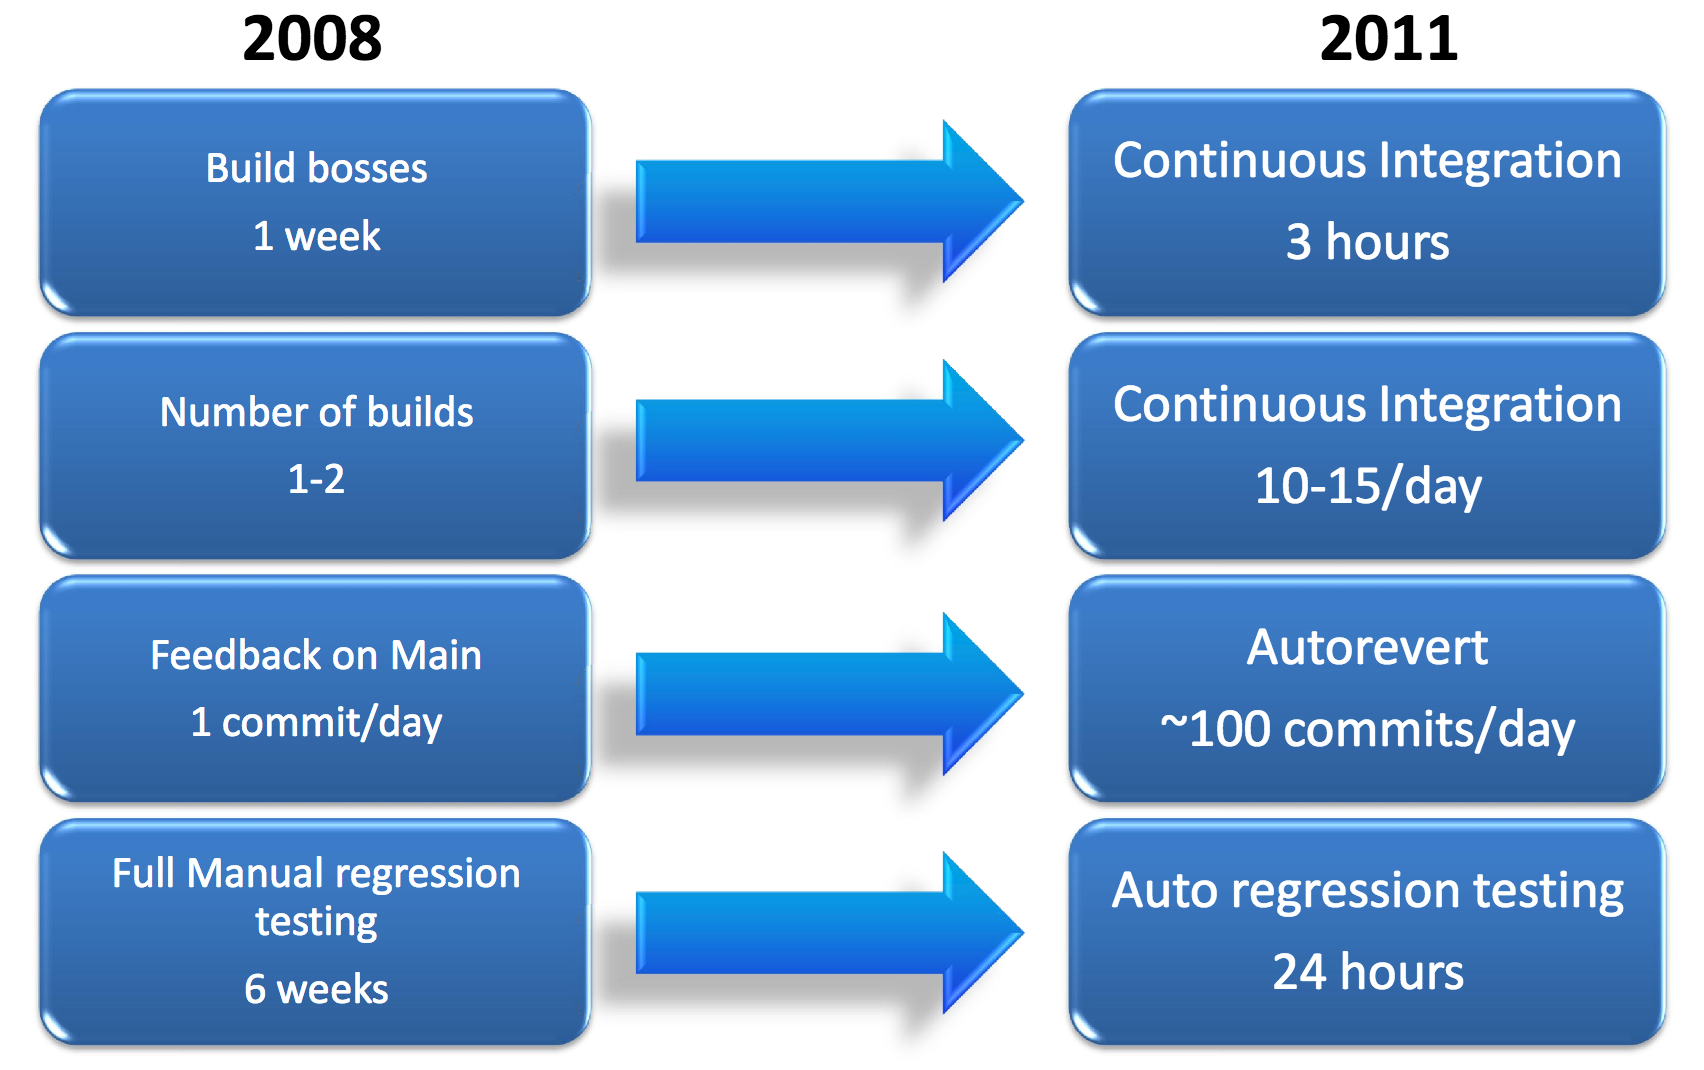 2008
2011
Build bosses
1 week
Continuous Integration
3 hours
Number of builds
1-2
Continuous Integration
10-15/day
Feedback on Main
1 commit/day
Autorevert
~100 commits/day
Full Manual regression
testing
6 weeks
Auto regression testing
24 hours